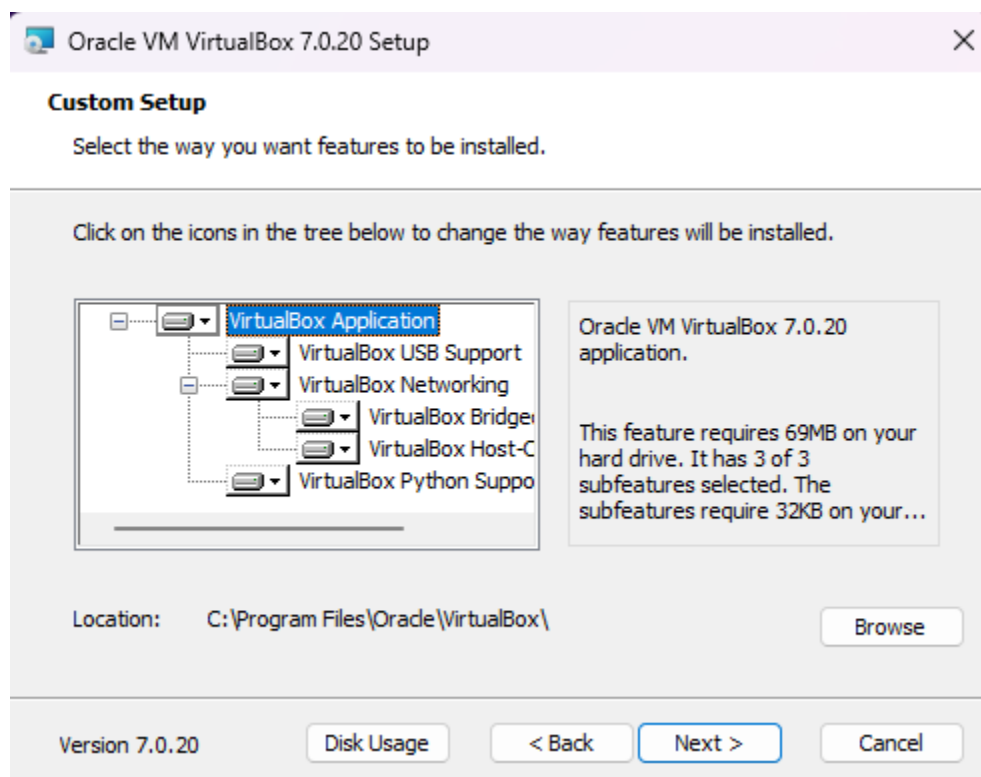 Oracle VM VirtualBox 7.0.20 Setup
Custom Setup
Select the way you want features to be installed.
Click on the icons in the tree below to change the way features will be installed.
VirtualBox Application
VirtualBox USB Support
VirtualBox Networking
VirtualBox Bridge
VirtualBox Host-C
VirtualBox Python Suppo
Oracle VM VirtualBox 7.0.20
application.
This feature requires 69MB on your
hard drive. It has 3 of 3
subfeatures selected. The
subfeatures require 32KB on your...
Location: C:\Program Files\Oracle\VirtualBox\
Browse
Version 7.0.20
Disk Usage
< Back
Next >
Cancel